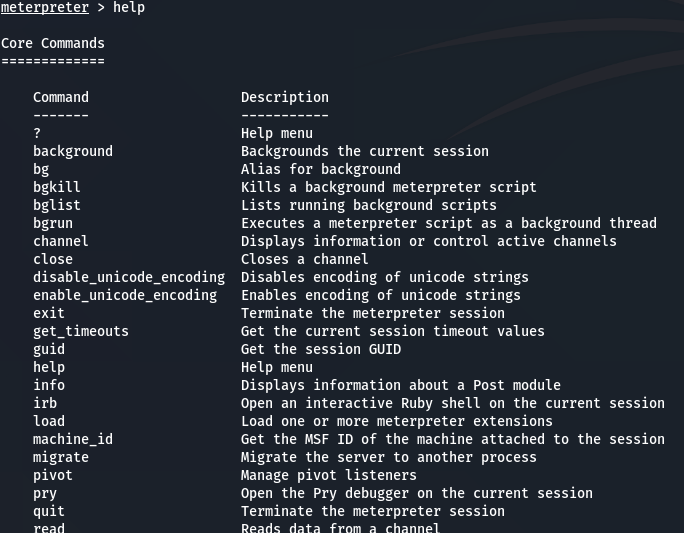 meterpreter > help
Core Commands
=============
Command Description
------- -----------
? Help menu
background Backgrounds the current session
bg Alias for background
bgkill Kills a background meterpreter script
bglist Lists running background scripts
bgrun Executes a meterpreter script as a background thread
channel Displays information or control active channels
close Closes a channel
disable_unicode_encoding Disables encoding of unicode strings
enable_unicode_encoding Enables encoding of unicode strings
exit Terminate the meterpreter session
get_timeouts Get the current session timeout values
guid Get the session GUID
help Help menu
info Displays information about a Post module
irb Open an interactive Ruby shell on the current session
load Load one or more meterpreter extensions
machine_id Get the MSF ID of the machine attached to the session
migrate Migrate the server to another process
pivot Manage pivot listeners
pry Open the Pry debugger on the current session
quit Terminate the meterpreter session
read Reads data from a channel